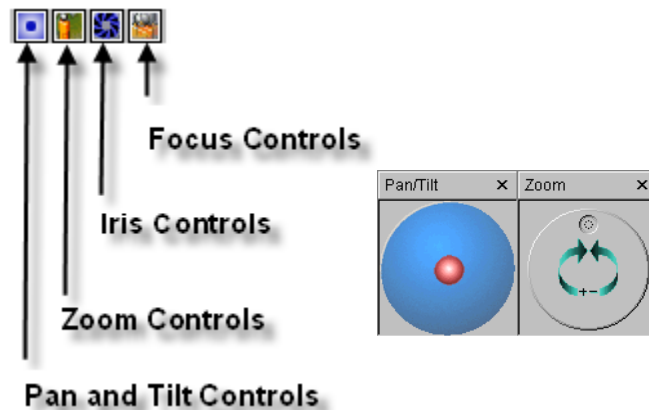 Focus Controls
Iris Controls
Zoom Controls
Pan and Tilt Controls
Pan/Tilt x Zoom x
+-